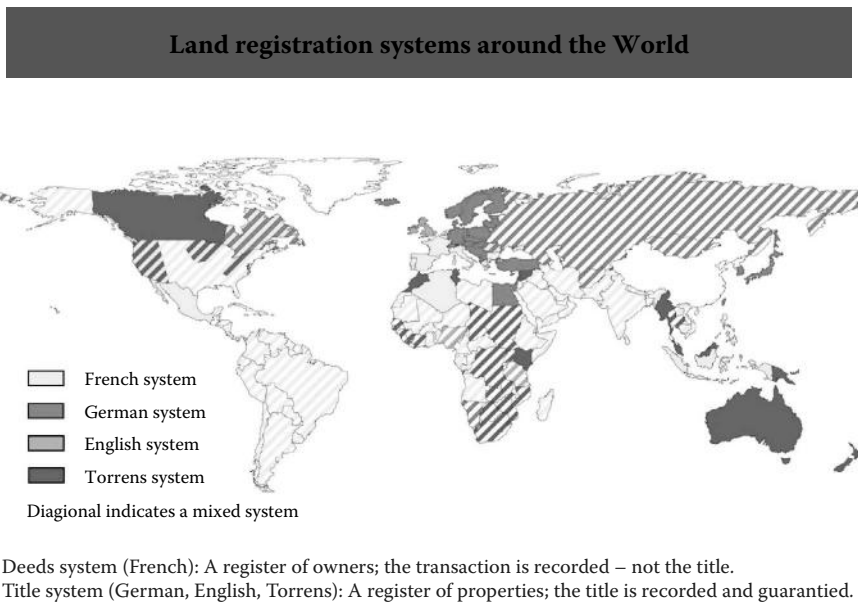 Land registration systems around the World
French system
German system
English system
Torrens system
Diagional indicates a mixed system
Deeds system (French): A register of owners; the transaction is recorded – not the title.
Title system (German, English, Torrens): A register of properties; the title is recorded and guarantied.